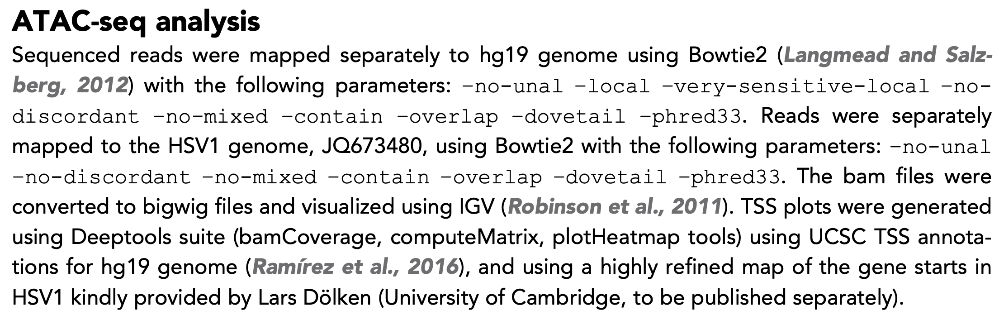 ATAC-seq analysis
Sequenced reads were mapped separately to hg19 genome using Bowtie2 (Langmead and Salz-
berg, 2012) with the following parameters: –no-unal –local –very-sensitive-local –no-
discordant –no-mixed –contain –overlap –dovetail –phred33. Reads were separately
mapped to the HSV1 genome, JQ673480, using Bowtie2 with the following parameters: –no-unal
–no-discordant –no-mixed –contain –overlap –dovetail –phred33. The bam files were
converted to bigwig files and visualized using IGV (Robinson et al., 2011). TSS plots were generated
using Deeptools suite (bamCoverage, computeMatrix, plotHeatmap tools) using UCSC TSS annota-
tions for hg19 genome (Ramírez et al., 2016), and using a highly refined map of the gene starts in
HSV1 kindly provided by Lars Dölken (University of Cambridge, to be published separately).